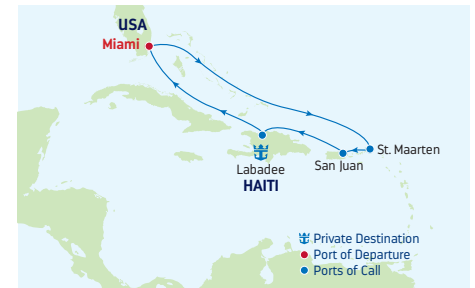 USA
Miami
St. Maarten
San Juan
Labadee
HAITI
Private Destination
Port of Departure
Ports of Call